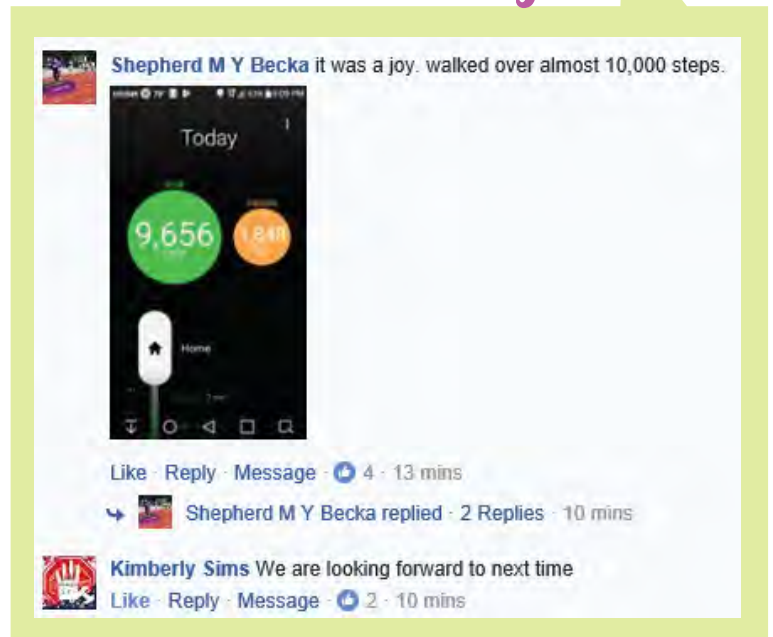 Shepherd M Y Becka it was a joy. walked over almost 10,000 steps.
Today
9,656
1,848
Home
Like · Reply · Message · 4 · 13 mins
Shepherd M Y Becka replied · 2 Replies · 10 mins
Kimberly Sims We are looking forward to next time
Like · Reply · Message · 2 · 10 mins